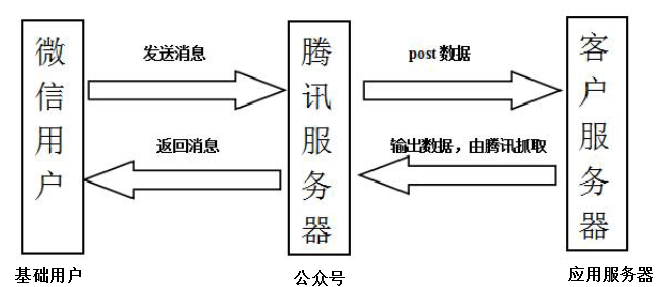 微信用户
发送消息
返回消息
腾讯服务器
post 数据
输出数据，由腾讯抓取
客户服务器
基础用户
公众号
应用服务器